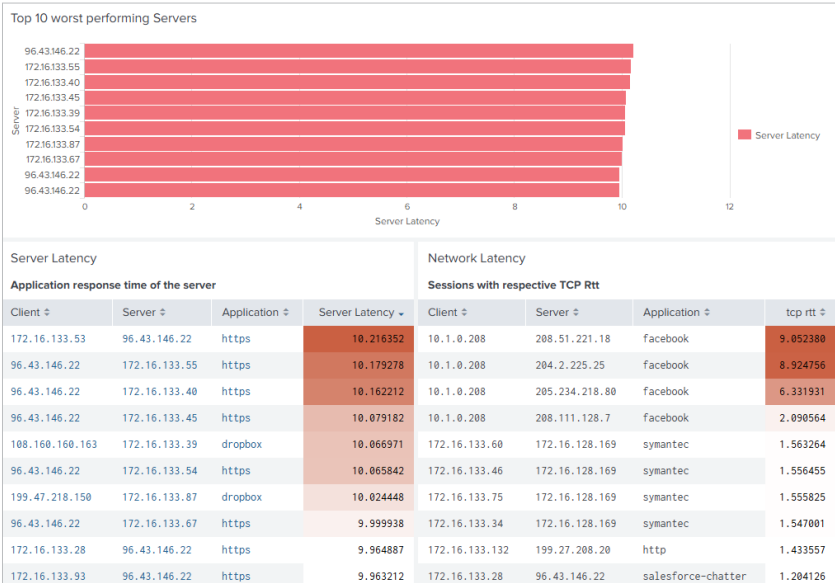 Top 10 worst performing Servers
96.43.146.22
172.16.133.55
172.16.133.40
172.16.133.45
172.16.133.39
172.16.133.54
172.16.133.87
172.16.133.67
96.43.146.22
96.43.146.22
Server
0 2 4 6 8 10 12
Server Latency
Server Latency
Server Latency
Application response time of the server
Client Server Application Server Latency
172.16.133.53 96.43.146.22 https 10.216352
96.43.146.22 172.16.133.55 https 10.179278
96.43.146.22 172.16.133.40 https 10.162212
96.43.146.22 172.16.133.45 https 10.079182
108.160.160.163 172.16.133.39 dropbox 10.066971
96.43.146.22 172.16.133.54 https 10.065842
199.47.218.150 172.16.133.87 dropbox 10.024448
96.43.146.22 172.16.133.67 https 9.999938
172.16.133.28 96.43.146.22 https 9.964887
172.16.133.93 96.43.146.22 https 9.963212
Network Latency
Sessions with respective TCP Rtt
Client Server Application tcp rtt
10.1.0.208 208.51.221.18 facebook 9.052380
10.1.0.208 204.2.225.25 facebook 8.924756
10.1.0.208 205.234.218.80 facebook 6.331931
10.1.0.208 208.111.128.7 facebook 2.090564
172.16.133.60 172.16.128.169 symantec 1.563264
172.16.133.46 172.16.128.169 symantec 1.556455
172.16.133.75 172.16.128.169 symantec 1.555825
172.16.133.34 172.16.128.169 symantec 1.547001
172.16.133.132 199.27.208.20 http 1.433557
172.16.133.28 96.43.146.22 salesforce-chatter 1.204126